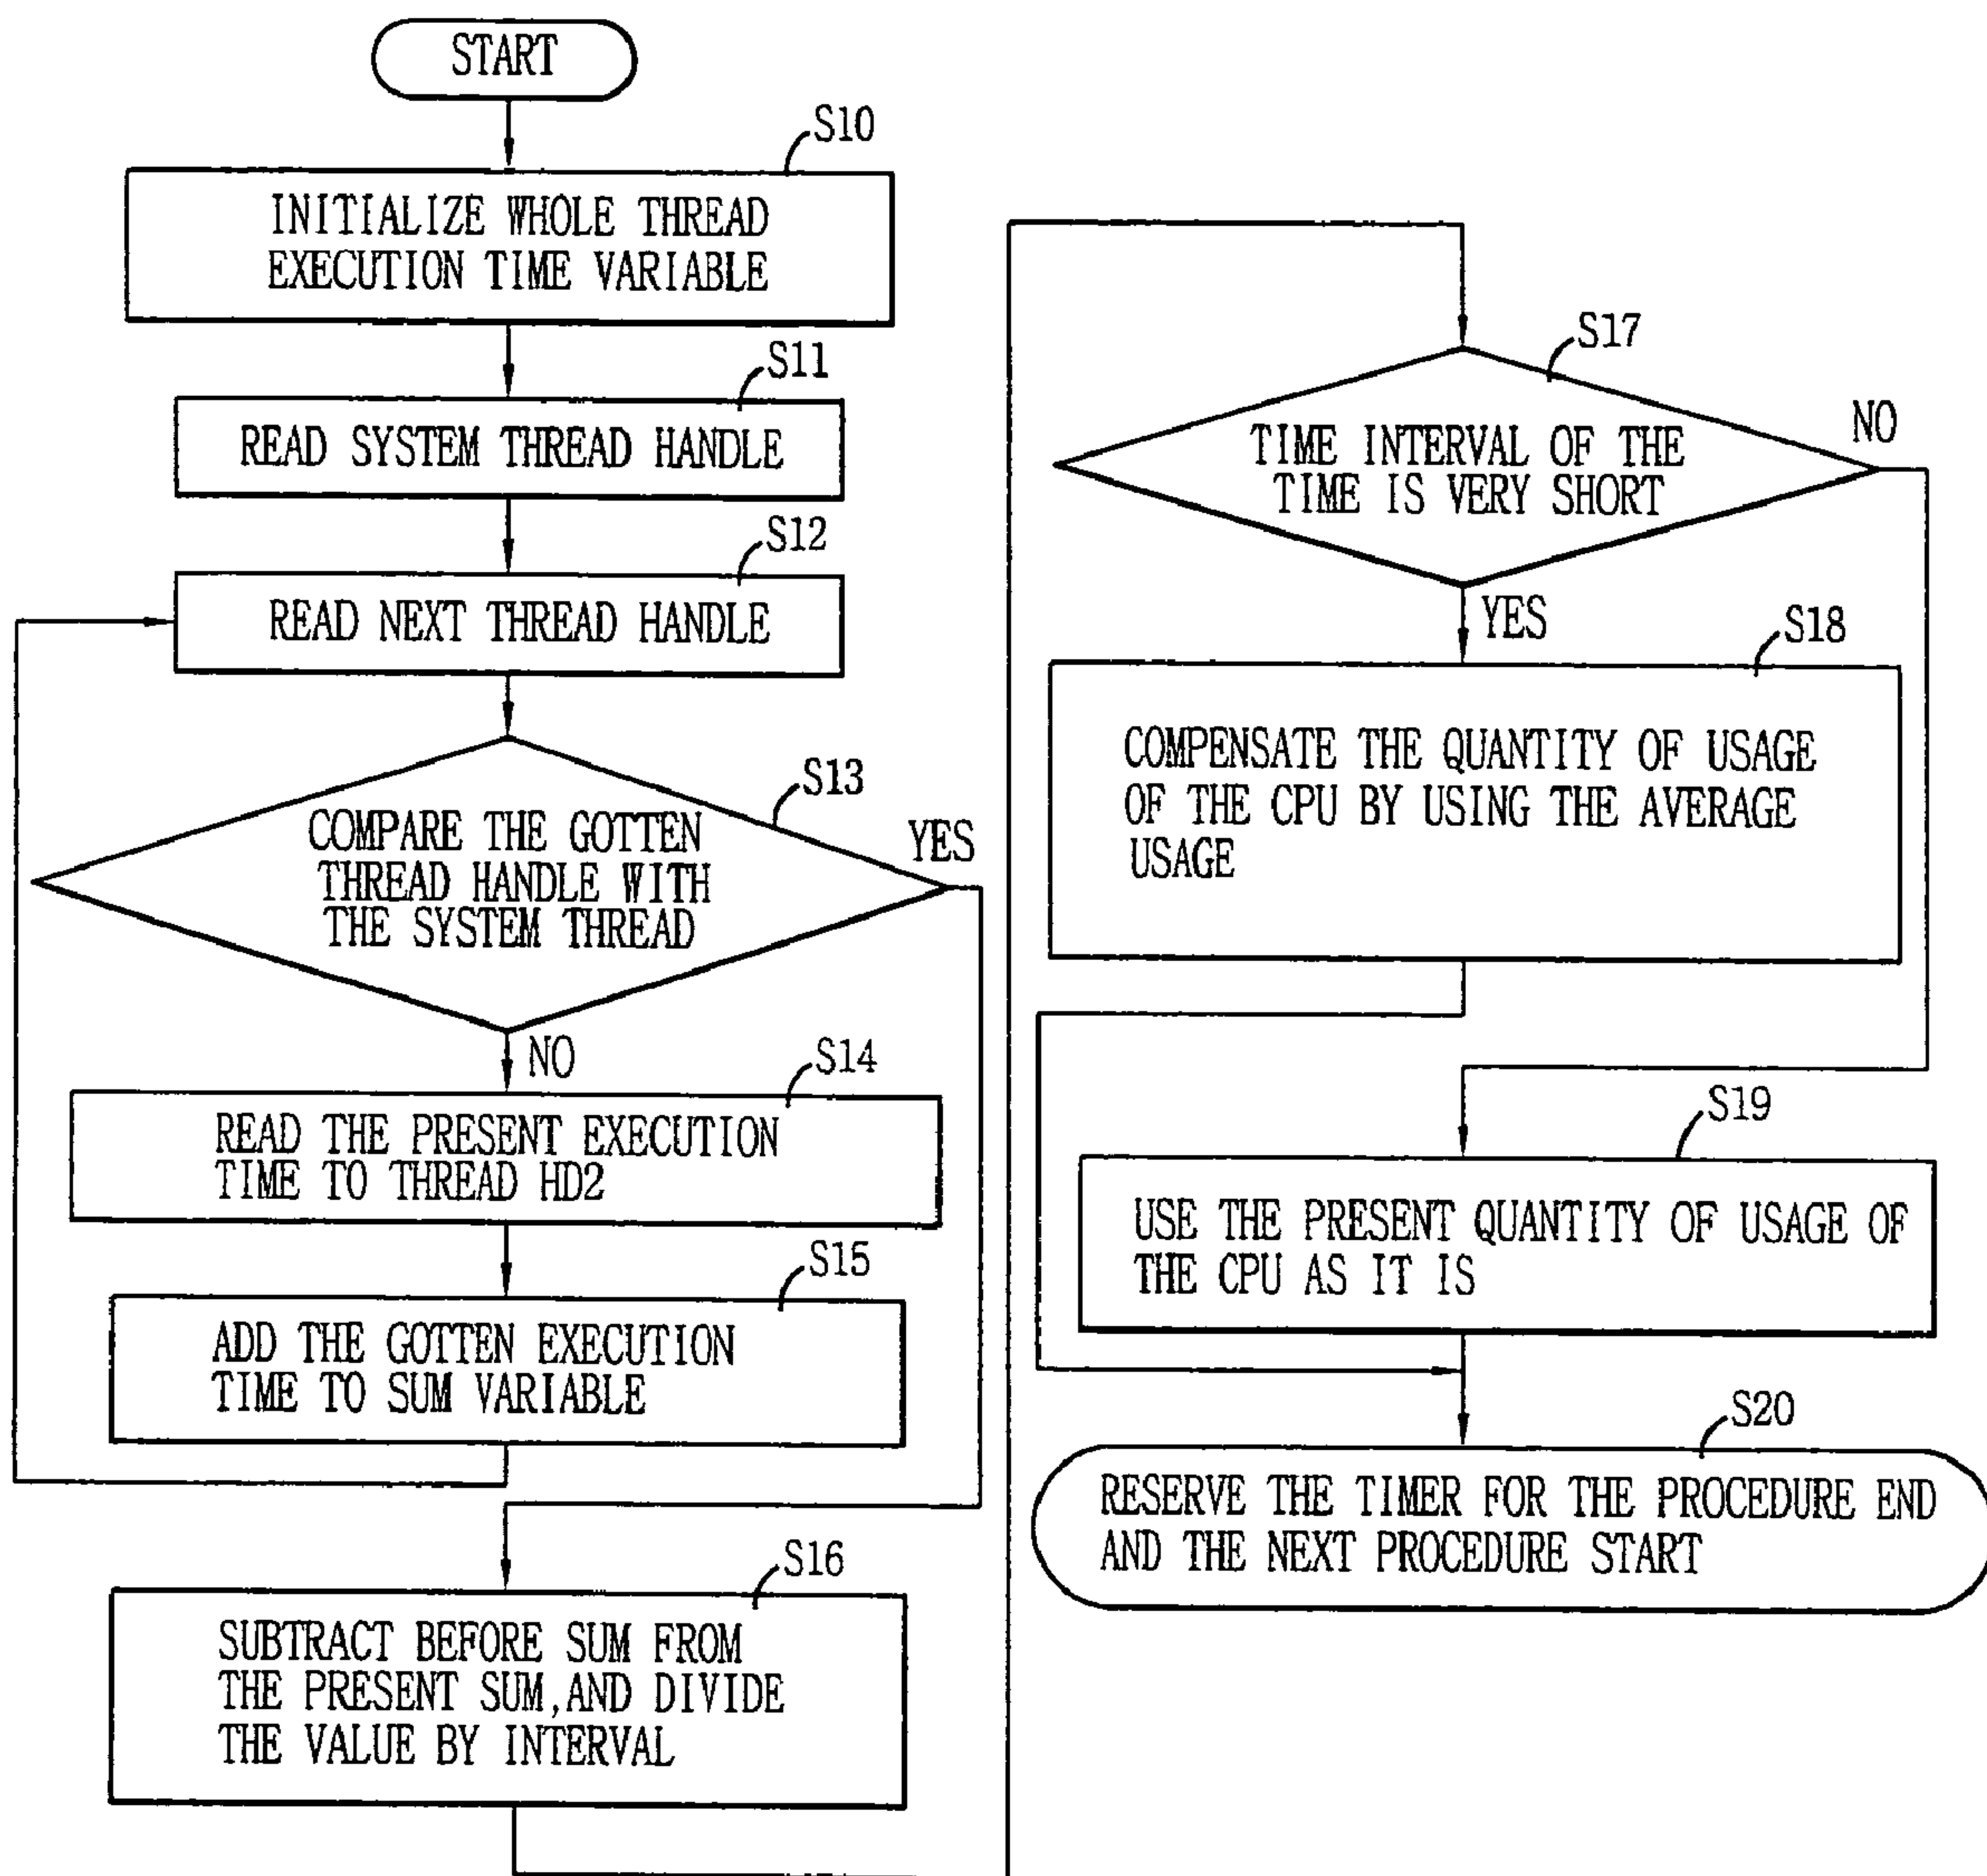 START
S10
INITIALIZE WHOLE THREAD
EXECUTION TIME VARIABLE
S11
READ SYSTEM THREAD HANDLE
S12
READ NEXT THREAD HANDLE
S13
COMPARE THE GOTTEN
THREAD HANDLE WITH
THE SYSTEM THREAD
YES
NO
S14
READ THE PRESENT EXECUTION
TIME TO THREAD HD2
S15
ADD THE GOTTEN EXECUTION
TIME TO SUM VARIABLE
S16
SUBTRACT BEFORE SUM FROM
THE PRESENT SUM,AND DIVIDE
THE VALUE BY INTERVAL
S17
TIME INTERVAL OF THE
TIME IS VERY SHORT
NO
YES
S18
COMPENSATE THE QUANTITY OF USAGE
OF THE CPU BY USING THE AVERAGE
USAGE
S19
USE THE PRESENT QUANTITY OF USAGE OF
THE CPU AS IT IS
S20
RESERVE THE TIMER FOR THE PROCEDURE END
AND THE NEXT PROCEDURE START